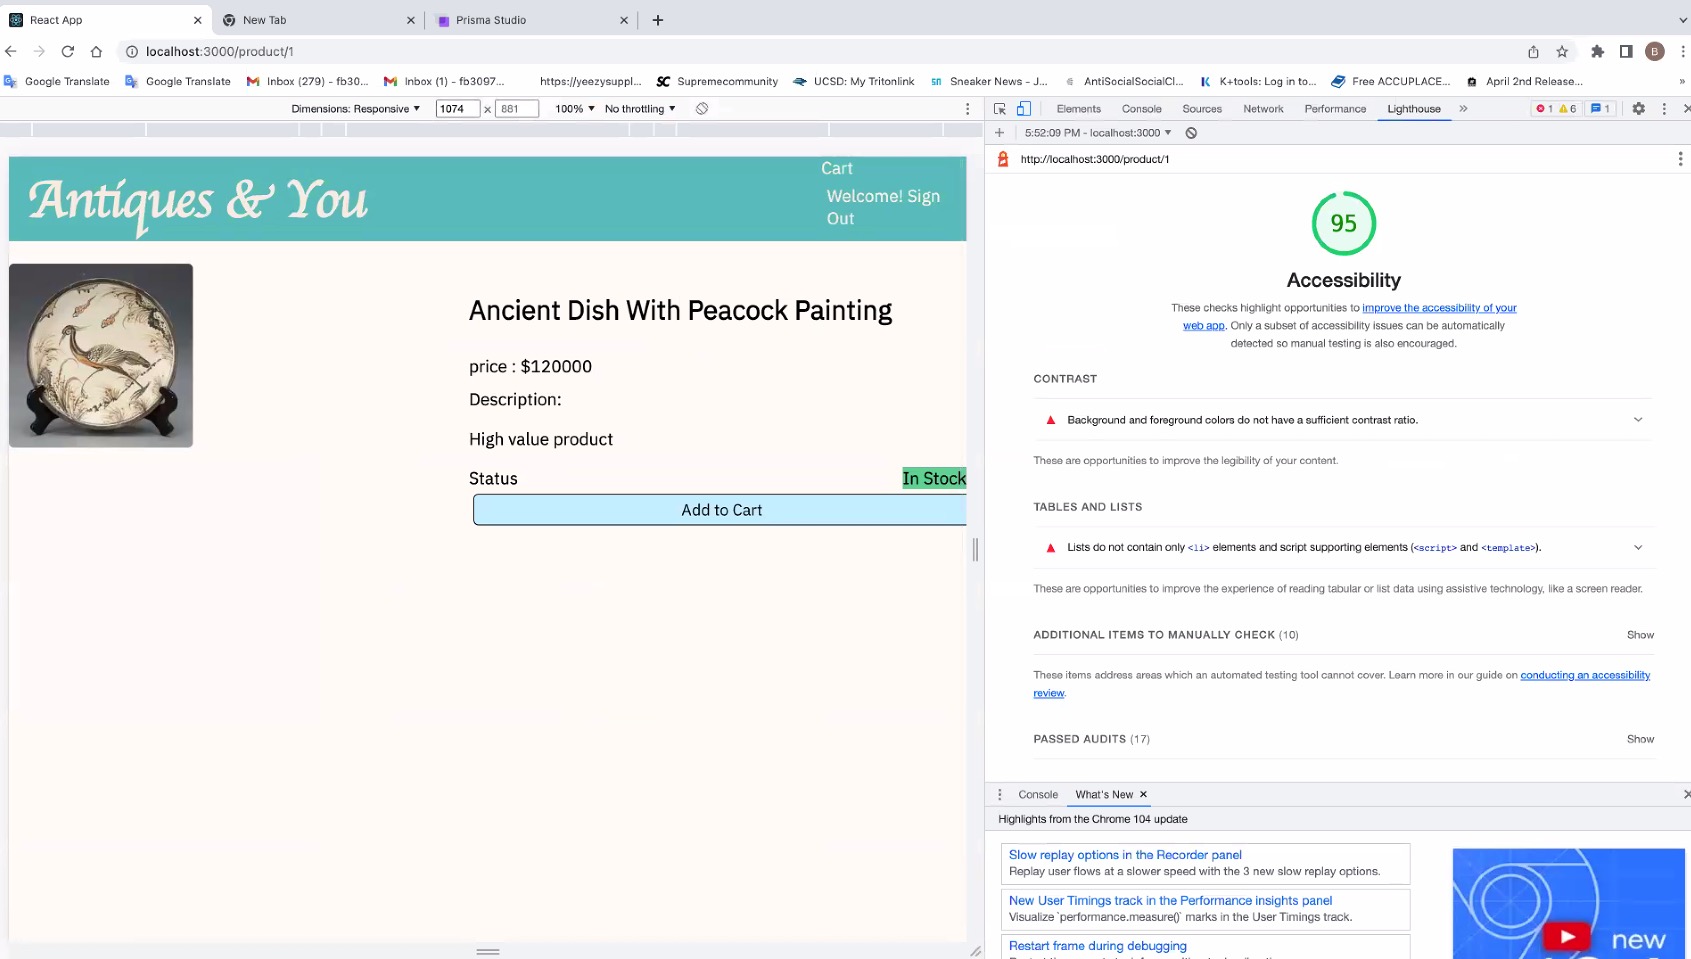 React App
New Tab
Prisma Studio
localhost:3000/product/1
B
Google Translate
Google Translate
Inbox (279) - fb30...
Inbox (1) - fb3097...
https://yeezysuppl...
Supremecommunity
UCSD: My Tritonlink
Sneaker News - J...
AntiSocialSocialCl...
K+tools: Log in to...
Free ACCUPLACE...
April 2nd Release...
Dimensions: Responsive
1074 × 881
100%
No throttling
Cart
Antiques & You
Welcome! Sign
Out
Ancient Dish With Peacock Painting
price : $120000
Description:
High value product
Status
In Stock
Add to Cart
Elements
Console
Sources
Network
Performance
Lighthouse
1
6
1
5:52:09 PM - localhost:3000
http://localhost:3000/product/1
95
Accessibility
These checks highlight opportunities to improve the accessibility of your
web app. Only a subset of accessibility issues can be automatically
detected so manual testing is also encouraged.
CONTRAST
Background and foreground colors do not have a sufficient contrast ratio.
These are opportunities to improve the legibility of your content.
TABLES AND LISTS
Lists do not contain only <li> elements and script supporting elements (<script> and <template>).
These are opportunities to improve the experience of reading tabular or list data using assistive technology, like a screen reader.
ADDITIONAL ITEMS TO MANUALLY CHECK (10)
Show
These items address areas which an automated testing tool cannot cover. Learn more in our guide on conducting an accessibility
review.
PASSED AUDITS (17)
Show
Console
What's New
Highlights from the Chrome 104 update
Slow replay options in the Recorder panel
Replay user flows at a slower speed with the 3 new slow replay options.
New User Timings track in the Performance insights panel
Visualize `performance.measure()` marks in the User Timings track.
Restart frame during debugging
new